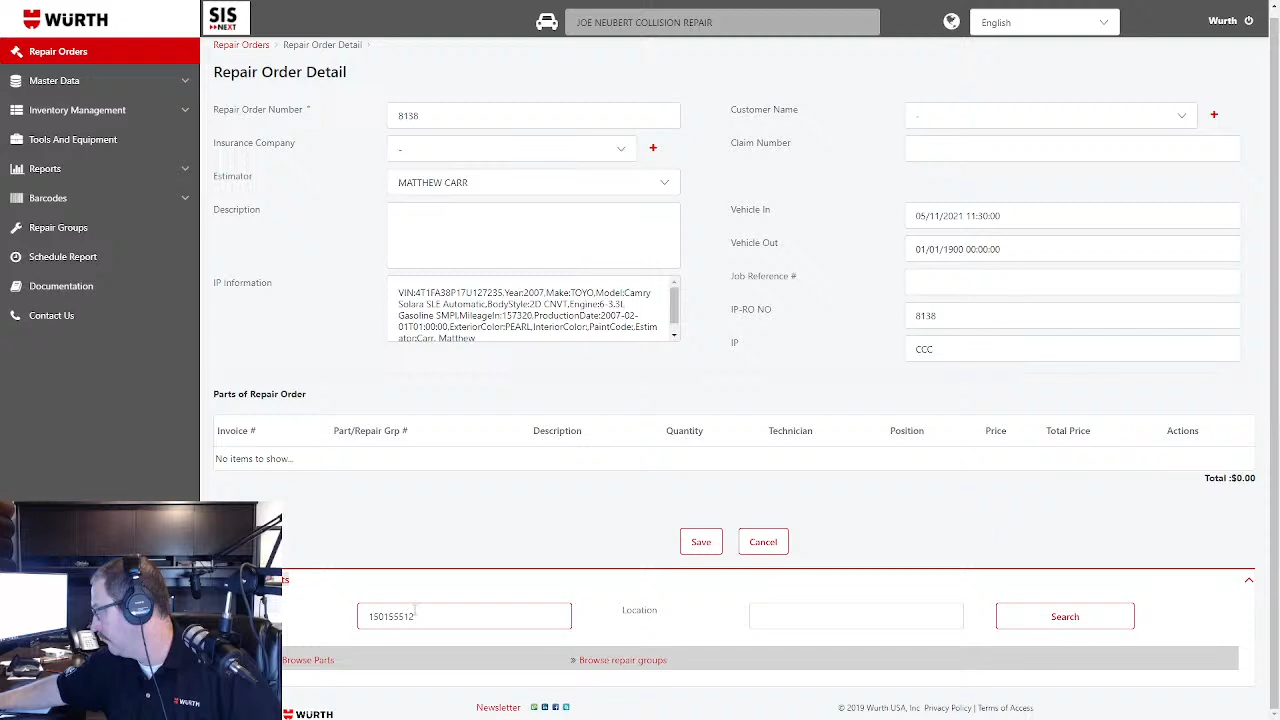 WÜRTH
SIS
NEXT
JOE NEUBERT COLLISION REPAIR
English
Wurth
Repair Orders
Master Data
Inventory Management
Tools And Equipment
Reports
Barcodes
Repair Groups
Schedule Report
Documentation
Contact Us
Repair Orders > Repair Order Detail >
Repair Order Detail
Repair Order Number *
8138
Customer Name
-
+
Insurance Company
-
+
Claim Number
Estimator
MATTHEW CARR
Description
Vehicle In
05/11/2021 11:30:00
Vehicle Out
01/01/1900 00:00:00
Job Reference #
IP Information
VIN:4T1FA38P17U127235,Year:2007,Make:TOYO,Model:Camry
Solara SLE Automatic,BodyStyle:2D CNVT,Engine:6-3.3L
Gasoline SMPI,MileageIn:157320,ProductionDate:2007-02-
01T01:00:00,ExteriorColor:PEARL,InteriorColor:,PaintCode:,Estim
ator:Carr, Matthew
IP-RO NO
8138
IP
CCC
Parts of Repair Order
Invoice # Part/Repair Grp # Description Quantity Technician Position Price Total Price Actions
No items to show...
Total :$0.00
Save
Cancel
ts
150155512
Location
Search
Browse Parts
» Browse repair groups
WÜRTH
WÜRTH
Newsletter
© 2019 Wurth USA, Inc Privacy Policy | Terms of Access